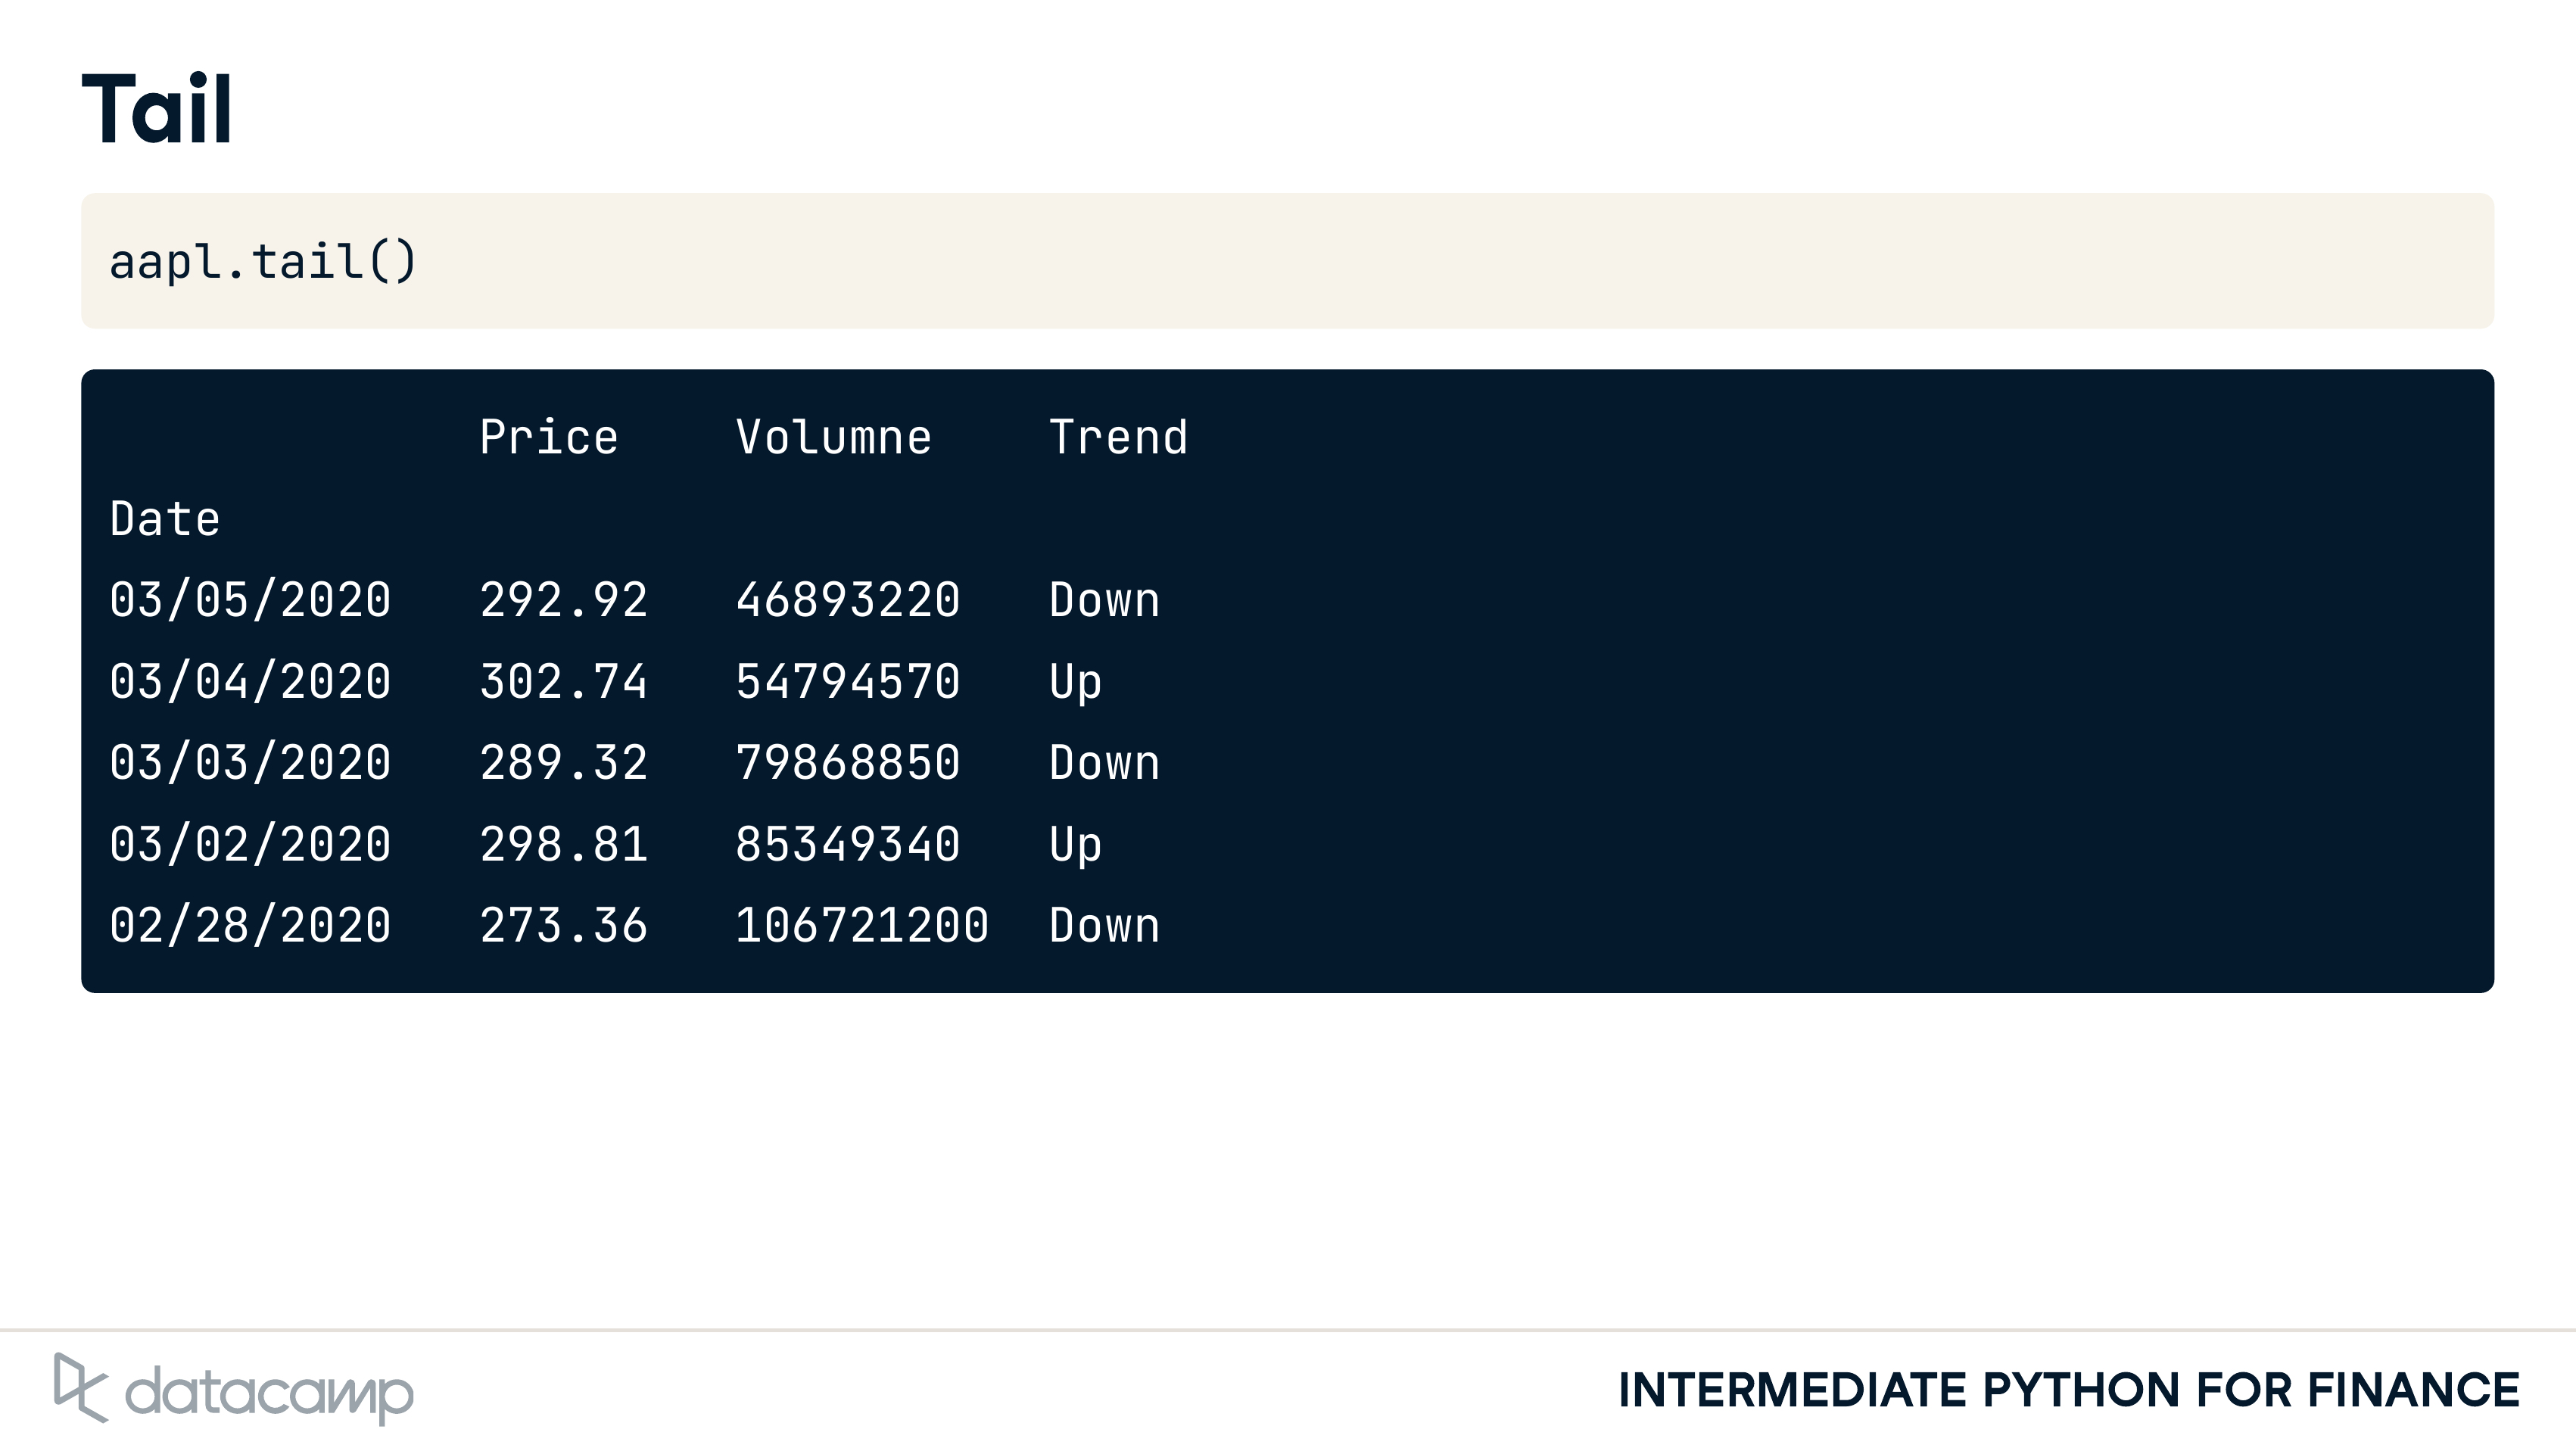 Tail
aapl.tail()
Price Volumne Trend
Date
03/05/2020 292.92 46893220 Down
03/04/2020 302.74 54794570 Up
03/03/2020 289.32 79868850 Down
03/02/2020 298.81 85349340 Up
02/28/2020 273.36 106721200 Down
datacamp
INTERMEDIATE PYTHON FOR FINANCE